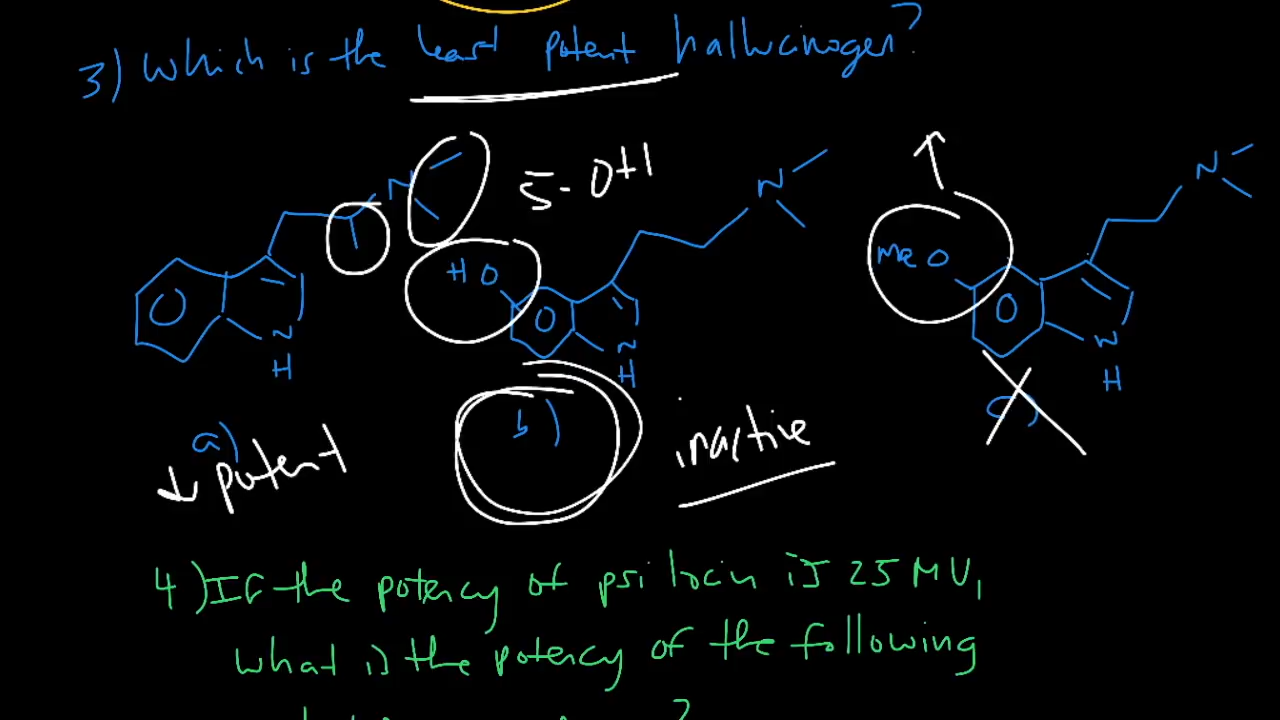 3) Which is the least potent hallucinogen?
5-OH
N
N
N
HO
MeO
N
H
N
H
N
H
a)
b)
c)
↓ potent
inactive
4) If the potency of psilocin is 25 MU,
what is the potency of the following